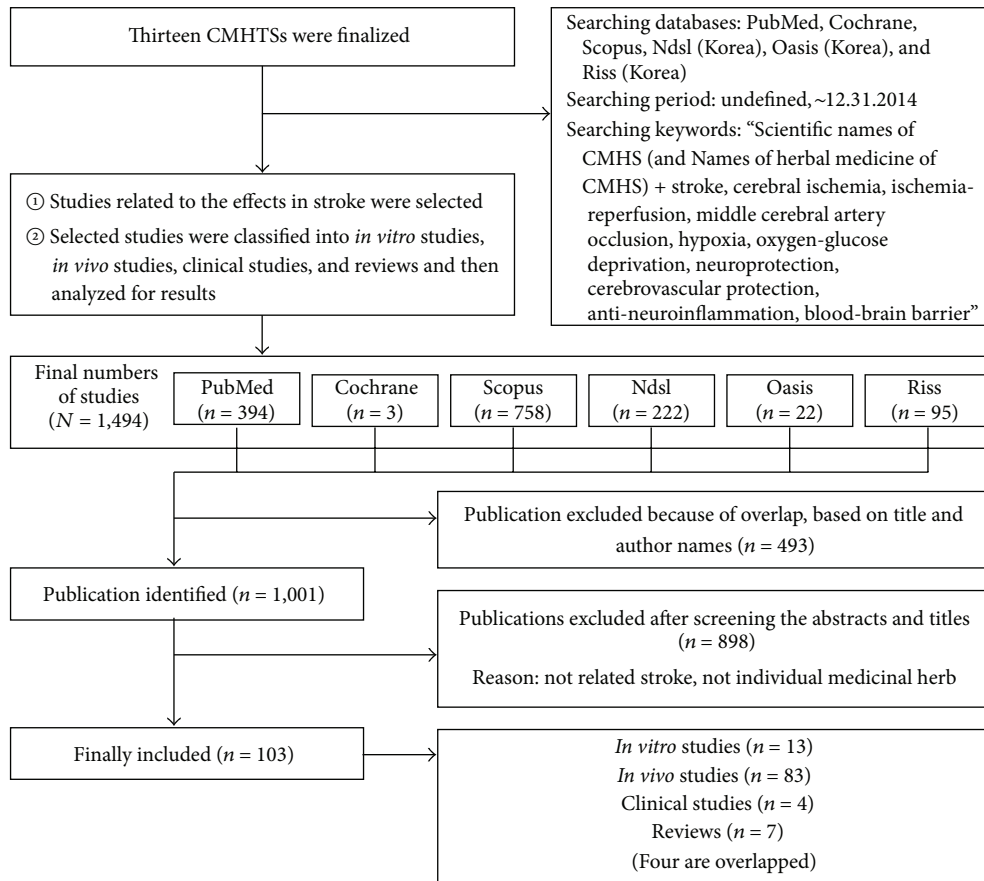 Thirteen CMHTSs were finalized
Searching databases: PubMed, Cochrane,
Scopus, Ndsl (Korea), Oasis (Korea), and
Riss (Korea)
Searching period: undefined, ~12.31.2014
Searching keywords: “Scientific names of
CMHS (and Names of herbal medicine of
CMHS) + stroke, cerebral ischemia, ischemia-
reperfusion, middle cerebral artery
occlusion, hypoxia, oxygen-glucose
deprivation, neuroprotection,
cerebrovascular protection,
anti-neuroinflammation, blood-brain barrier”
① Studies related to the effects in stroke were selected
② Selected studies were classified into in vitro studies,
in vivo studies, clinical studies, and reviews and then
analyzed for results
Final numbers
of studies
(N = 1,494)
PubMed
(n = 394)
Cochrane
(n = 3)
Scopus
(n = 758)
Ndsl
(n = 222)
Oasis
(n = 22)
Riss
(n = 95)
Publication excluded because of overlap, based on title and
author names (n = 493)
Publication identified (n = 1,001)
Publications excluded after screening the abstracts and titles
(n = 898)
Reason: not related stroke, not individual medicinal herb
Finally included (n = 103)
In vitro studies (n = 13)
In vivo studies (n = 83)
Clinical studies (n = 4)
Reviews (n = 7)
(Four are overlapped)